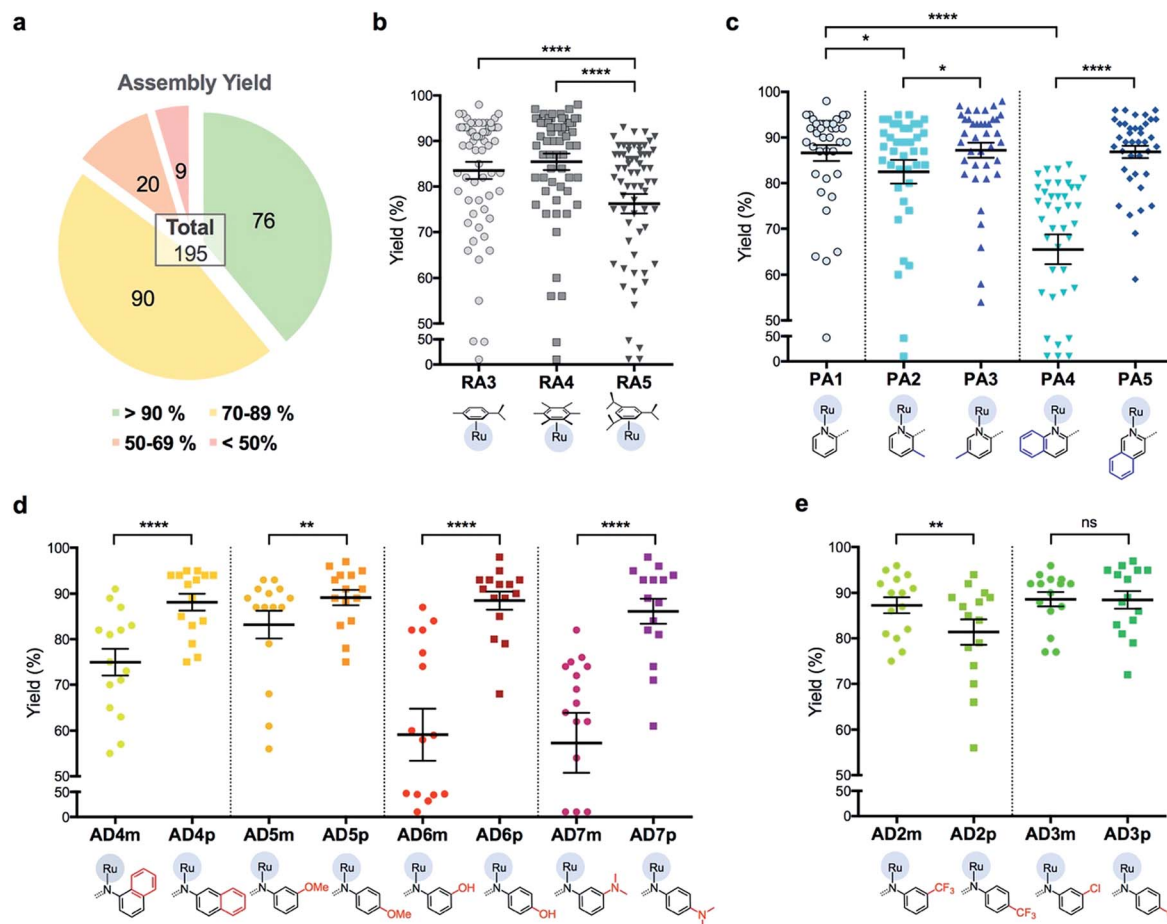 a
Assembly Yield
9
20
Total
195
76
90
> 90 %
70-89 %
50-69 %
< 50%
b
****
****
Yield (%)
100
90
80
70
60
50
50
0
RA3
RA4
RA5
Ru
Ru
Ru
c
****
*
*
****
Yield (%)
100
90
80
70
60
50
50
0
PA1
PA2
PA3
PA4
PA5
Ru
N
Ru
N
Ru
N
Ru
N
Ru
N
d
****
**
****
****
Yield (%)
100
90
80
70
60
50
50
0
AD4m
AD4p
AD5m
AD5p
AD6m
AD6p
AD7m
AD7p
Ru
N
Ru
N
Ru
N
OMe
Ru
N
OMe
Ru
N
OH
Ru
N
OH
Ru
N
N
Ru
N
N
e
**
ns
Yield (%)
100
90
80
70
60
50
50
0
AD2m
AD2p
AD3m
AD3p
Ru
N
CF3
Ru
N
CF3
Ru
N
Cl
Ru
N